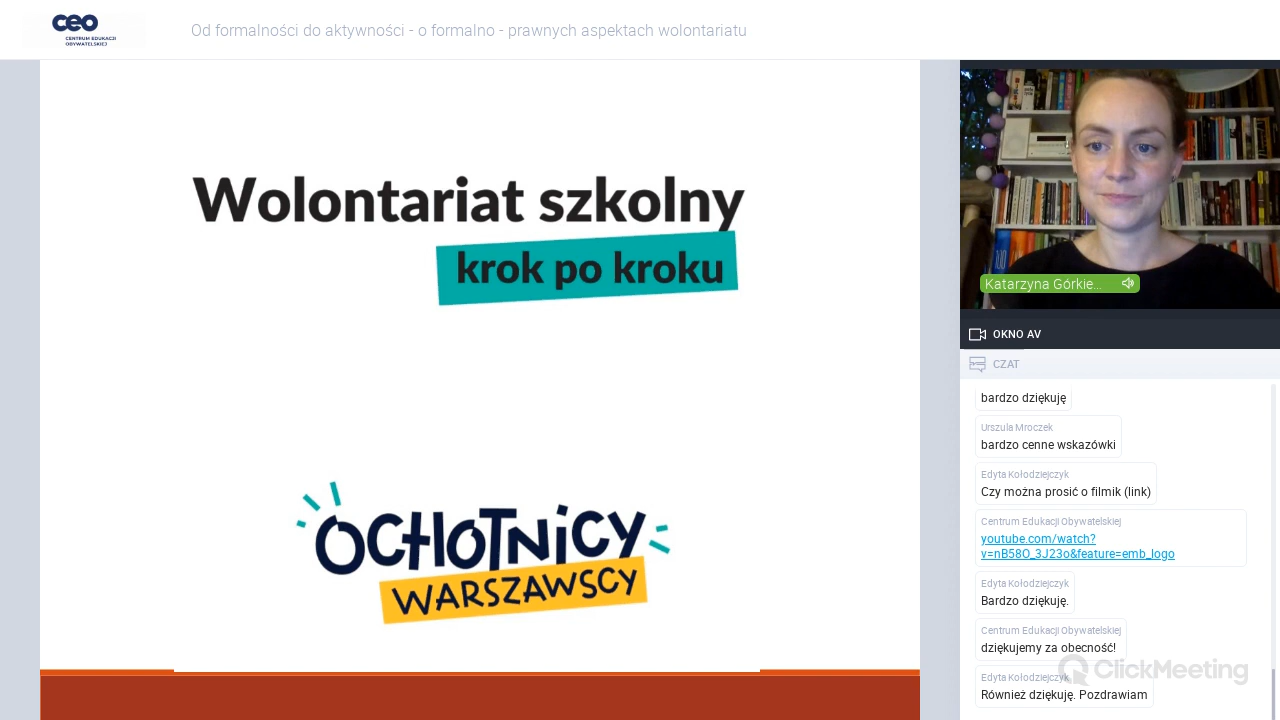 ceo
CENTRUM EDUKACJI
OBYWATELSKIEJ
Od formalności do aktywności - o formalno - prawnych aspektach wolontariatu
Wolontariat szkolny
krok po kroku
OCHOTNICY
WARSZAWSCY
Katarzyna Górkie...
OKNO AV
CZAT
bardzo dziękuję
Urszula Mroczek
bardzo cenne wskazówki
Edyta Kołodziejczyk
Czy można prosić o filmik (link)
Centrum Edukacji Obywatelskiej
youtube.com/watch?
v=nB58O_3J23o&feature=emb_logo
Edyta Kołodziejczyk
Bardzo dziękuję.
Centrum Edukacji Obywatelskiej
dziękujemy za obecność!
Edyta Kołodziejczyk
Również dziękuję. Pozdrawiam
ClickMeeting